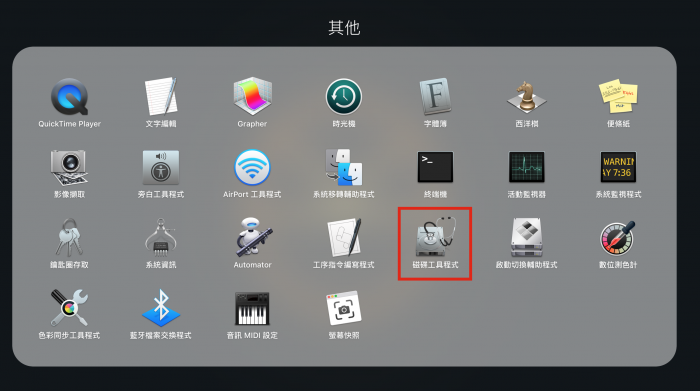 其他
QuickTime Player
文字編輯
Grapher
時光機
字體簿
西洋棋
便條紙
影像擷取
旁白工具程式
AirPort 工具程式
系統移轉輔助程式
終端機
活動監視器
WARNIN
AY 7:36
系統監視程式
鑰匙圈存取
系統資訊
Automator
工序指令編寫程式
磁碟工具程式
啟動切換輔助程式
數位測色計
色彩同步工具程式
藍牙檔案交換程式
音訊 MIDI 設定
螢幕快照